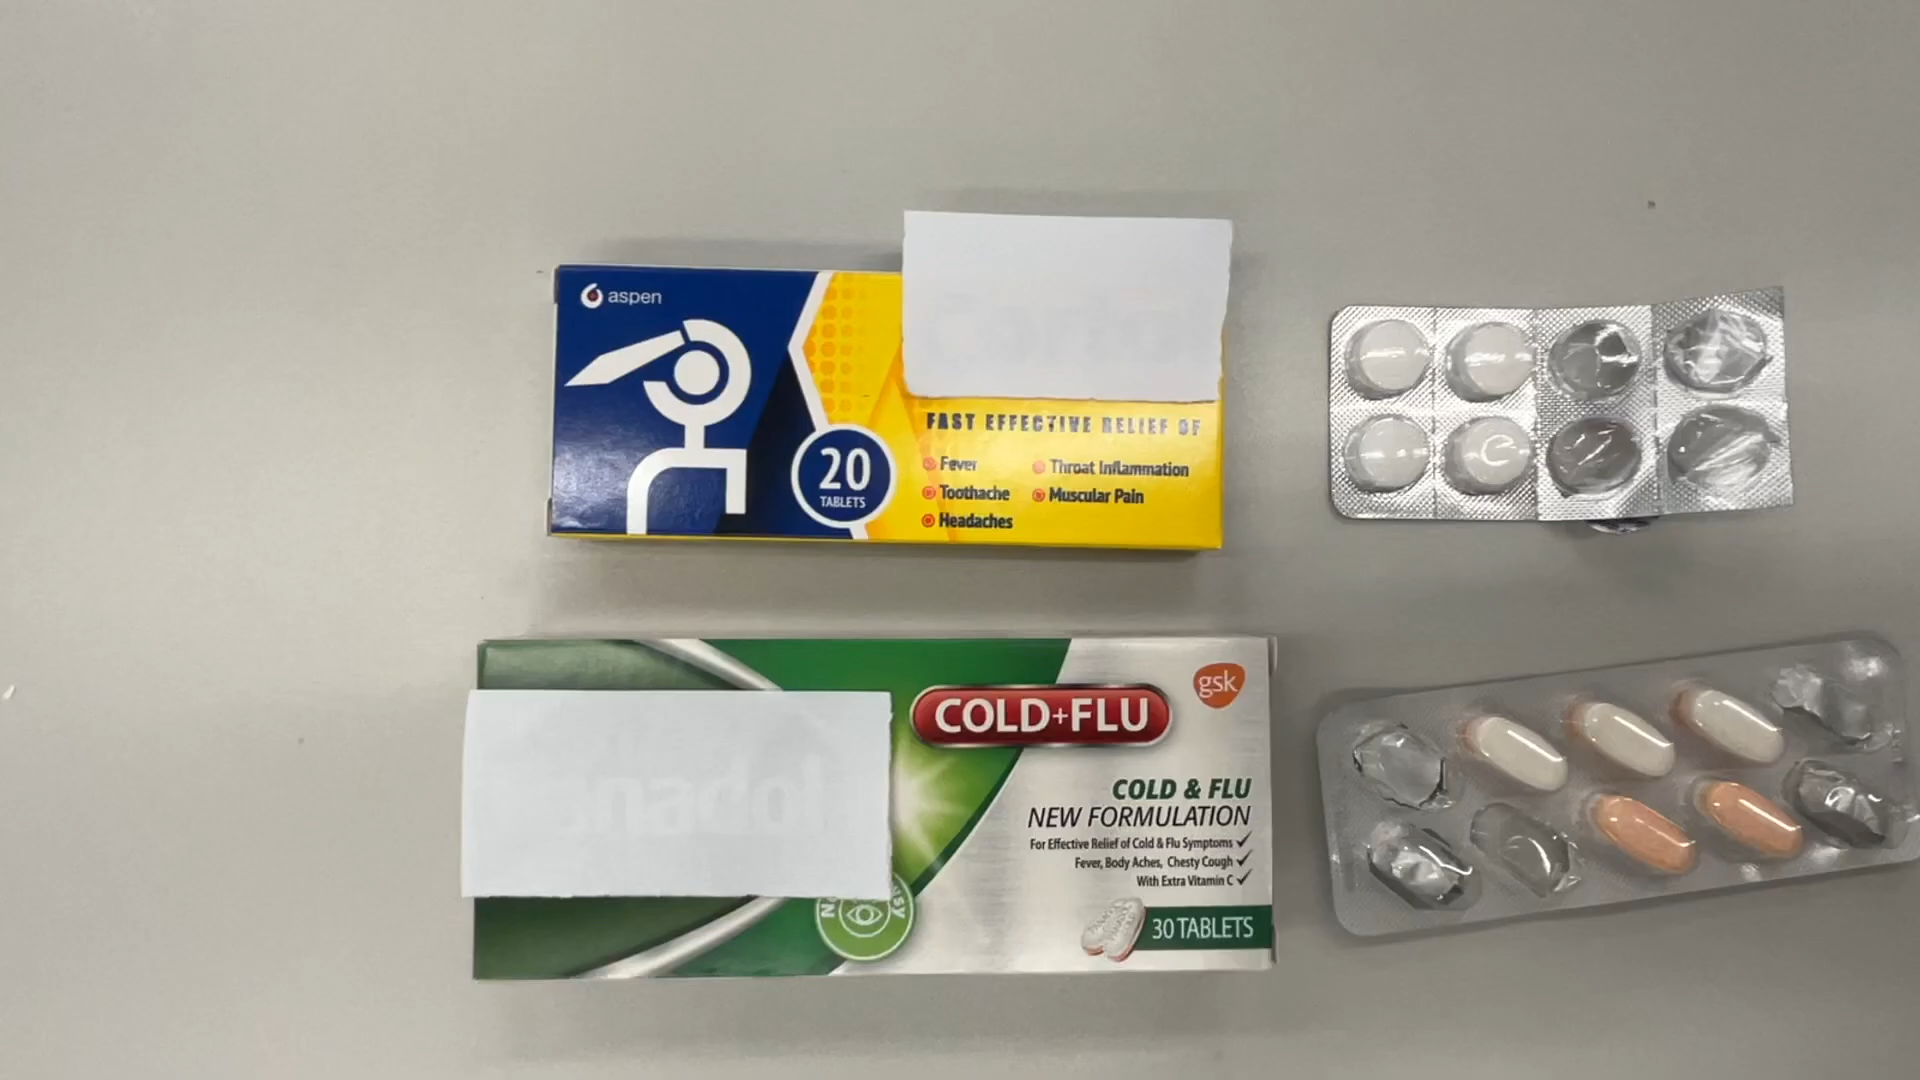 aspen
20
TABLETS
FAST EFFECTIVE RELIEF OF
Fever
Toothache
Headaches
Throat Inflammation
Muscular Pain
gsk
COLD+FLU
COLD & FLU
NEW FORMULATION
For Effective Relief of Cold & Flu Symptoms
Fever, Body Aches, Chesty Cough
With Extra Vitamin C
30 TABLETS